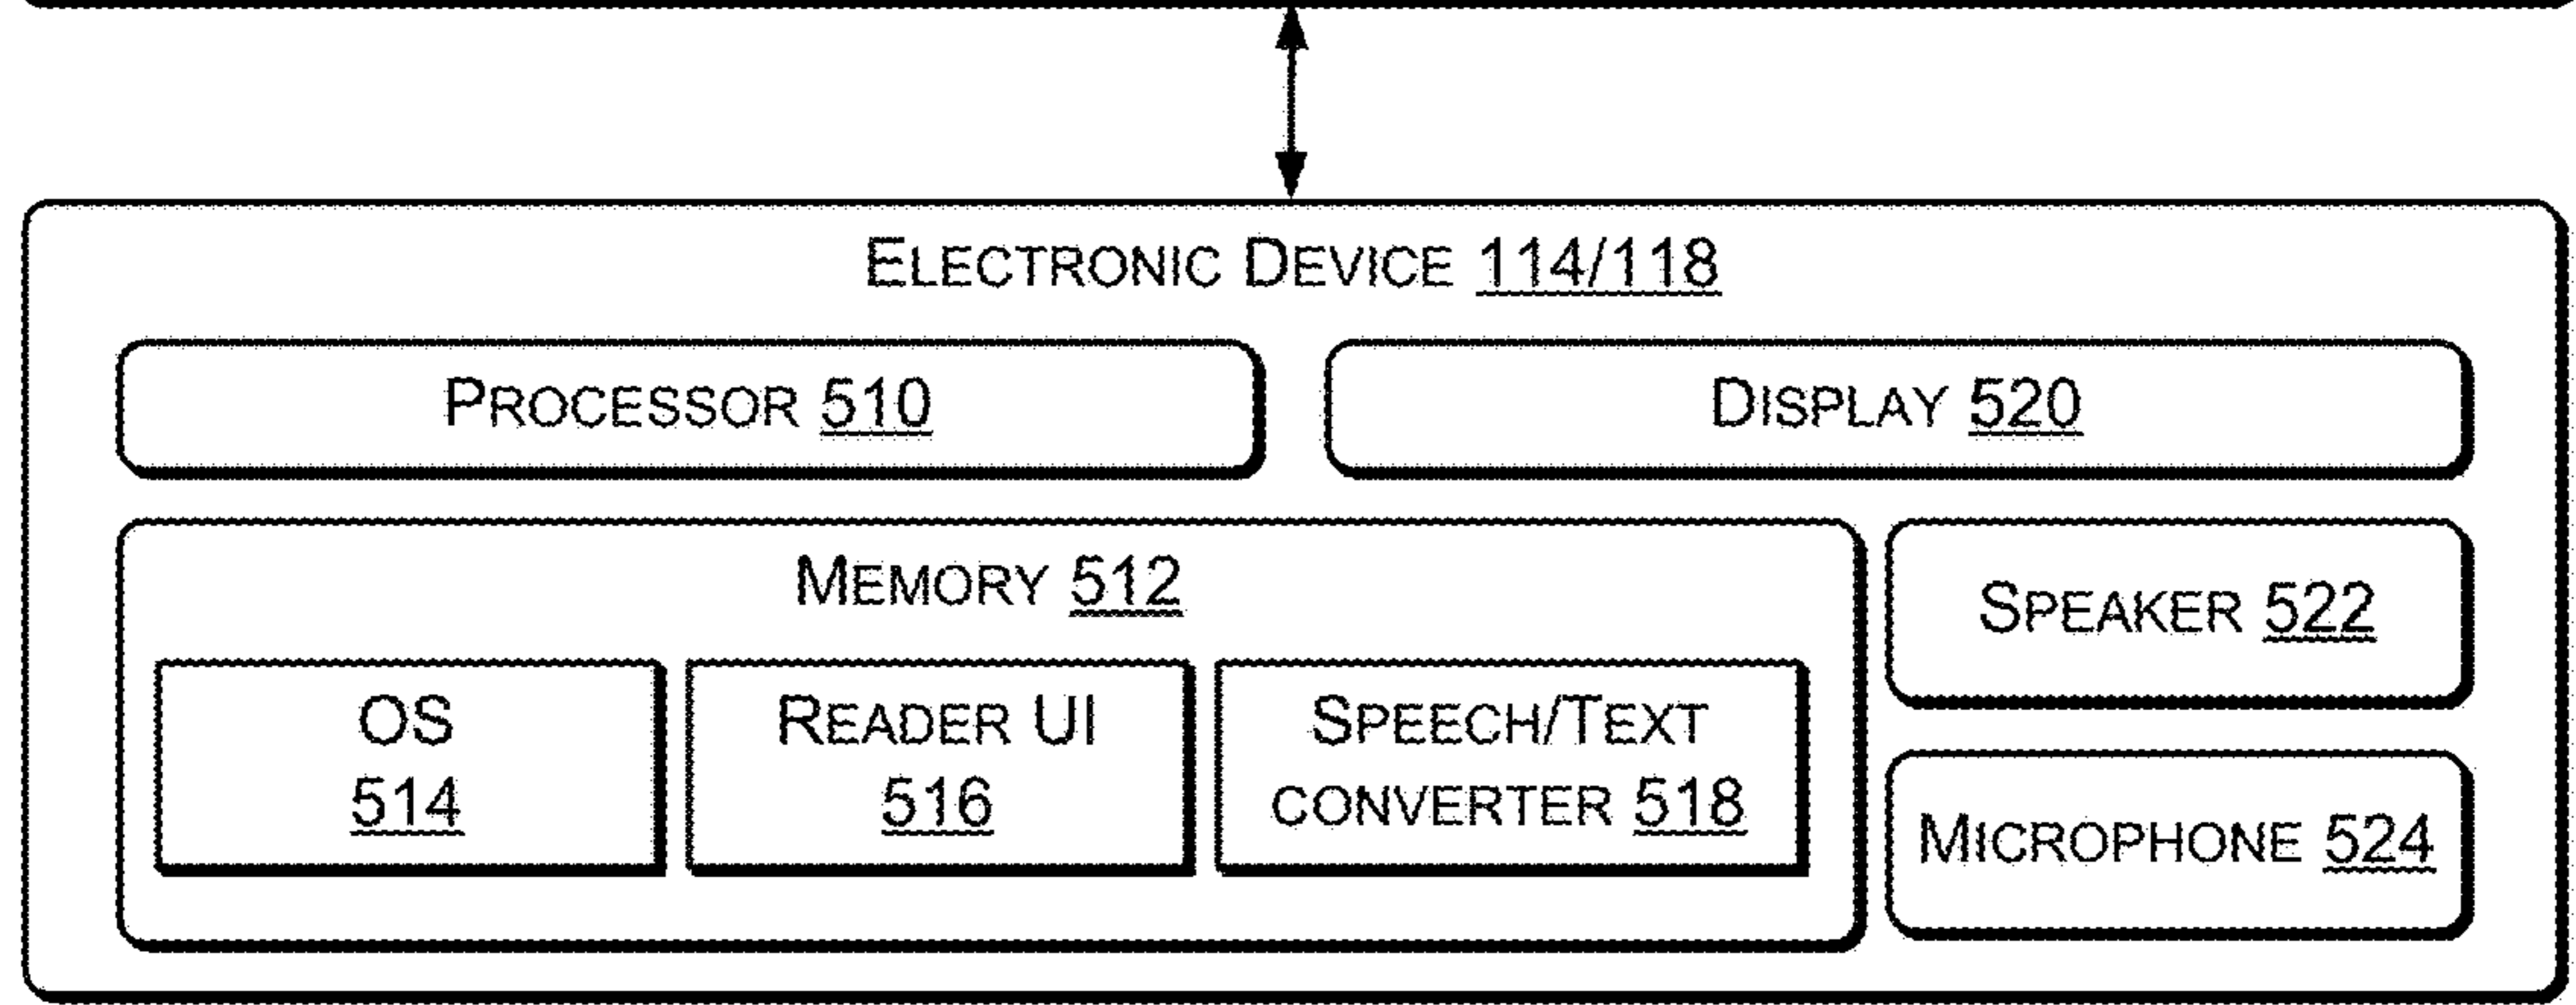 ELECTRONIC DEVICE 114/118
PROCESSOR 510
DISPLAY 520
MEMORY 512
OS
514
READER UI
516
SPEECH/TEXT
CONVERTER 518
SPEAKER 522
MICROPHONE 524